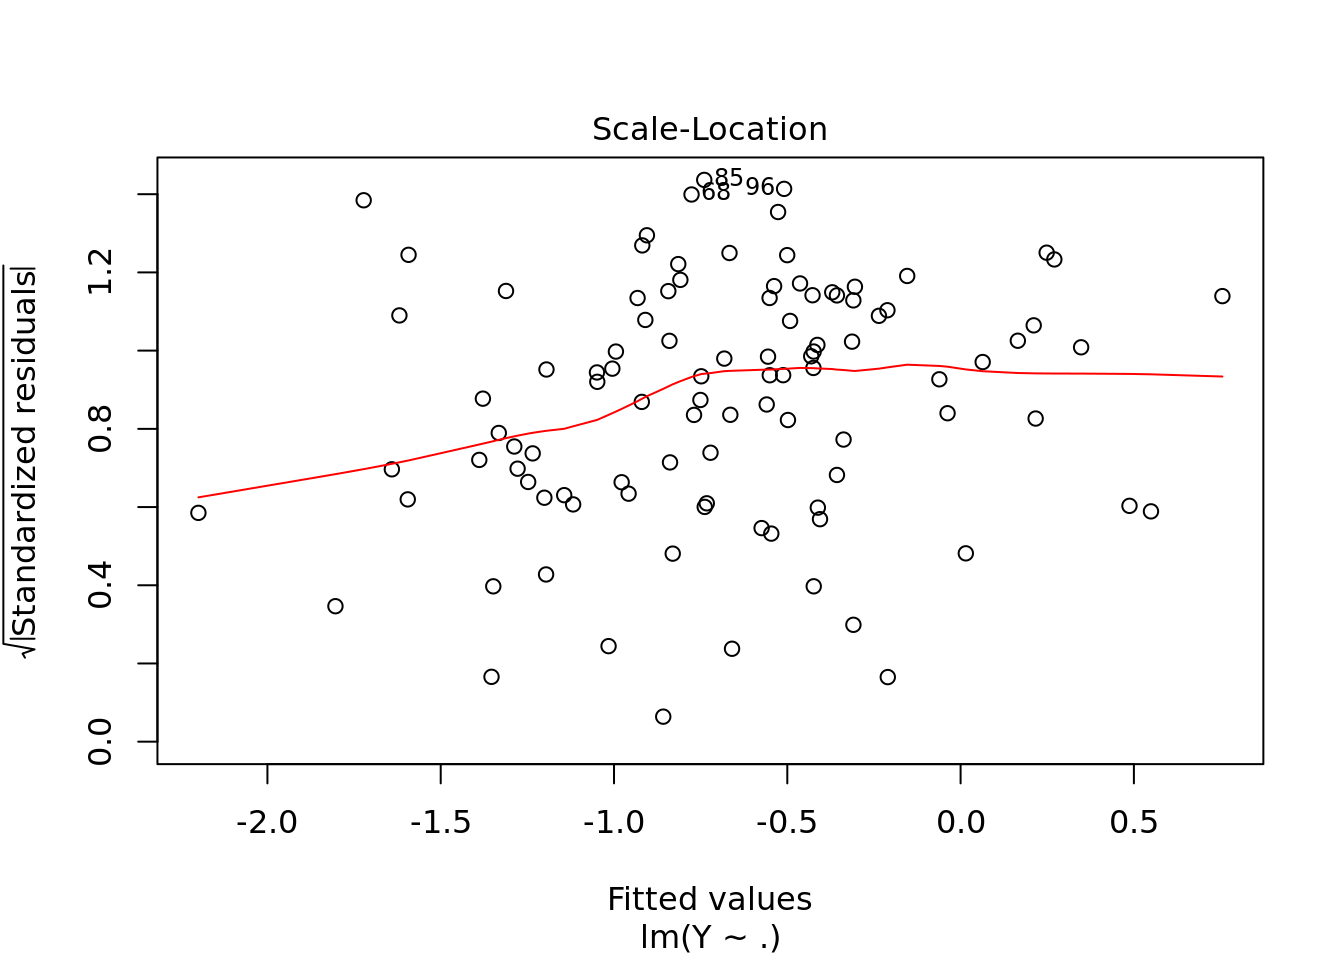 Scale-Location
√|Standardized residuals|
0.0 0.4 0.8 1.2
85
68
96
-2.0 -1.5 -1.0 -0.5 0.0 0.5
Fitted values
lm(Y ~ .)